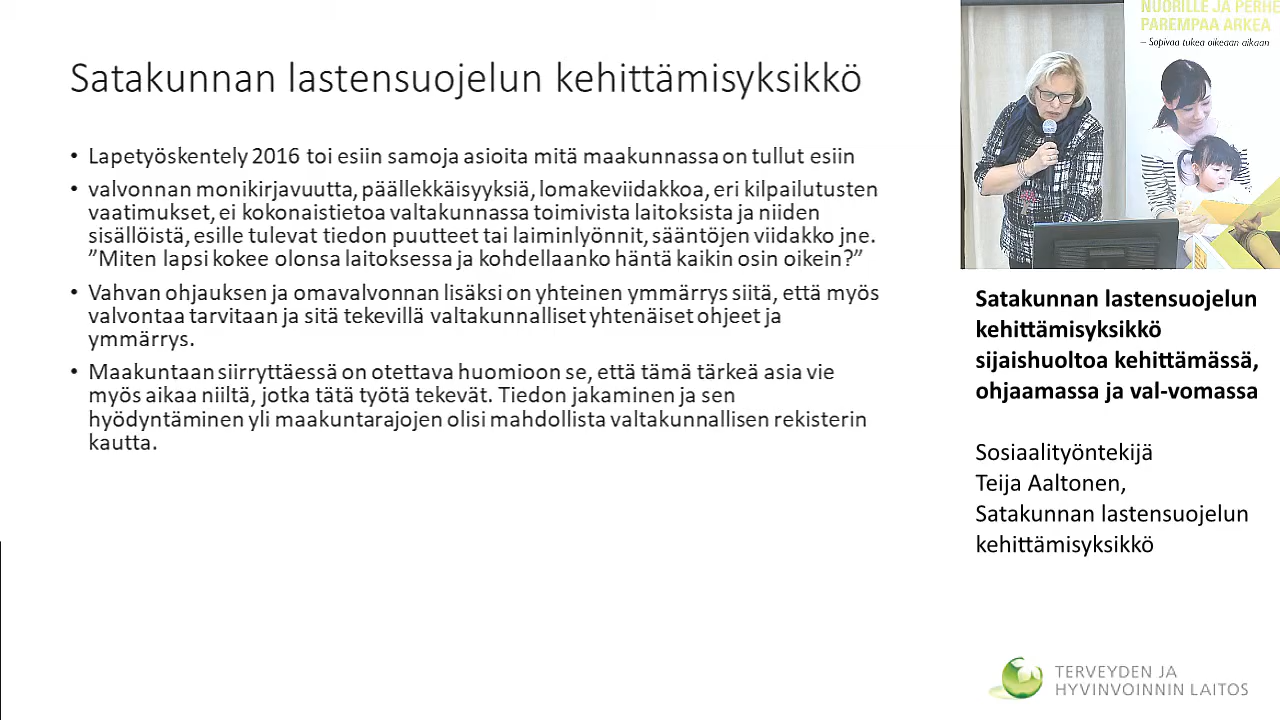 Satakunnan lastensuojelun kehittämisyksikkö
• Lapetyöskentely 2016 toi esiin samoja asioita mitä maakunnassa on tullut esiin
• valvonnan monikirjavuutta, päällekkäisyyksiä, lomakeviidakkoa, eri kilpailutusten
vaatimukset, ei kokonaistietoa valtakunnassa toimivista laitoksista ja niiden
sisällöistä, esille tulevat tiedon puutteet tai laiminlyönnit, sääntöjen viidakko jne.
”Miten lapsi kokee olonsa laitoksessa ja kohdellaanko häntä kaikin osin oikein?”
• Vahvan ohjauksen ja omavalvonnan lisäksi on yhteinen ymmärrys siitä, että myös
valvontaa tarvitaan ja sitä tekevillä valtakunnalliset yhtenäiset ohjeet ja
ymmärrys.
• Maakuntaan siirryttäessä on otettava huomioon se, että tämä tärkeä asia vie
myös aikaa niiltä, jotka tätä työtä tekevät. Tiedon jakaminen ja sen
hyödyntäminen yli maakuntarajojen olisi mahdollista valtakunnallisen rekisterin
kautta.
NUORILLE JA PERHE
PAREMPAA ARKEA
– Sopivaa tukea oikeaan aikaan
Satakunnan lastensuojelun
kehittämisyksikkö
sijaishuoltoa kehittämässä,
ohjaamassa ja val-vomassa
Sosiaalityöntekijä
Teija Aaltonen,
Satakunnan lastensuojelun
kehittämisyksikkö
TERVEYDEN JA
HYVINVOINNIN LAITOS